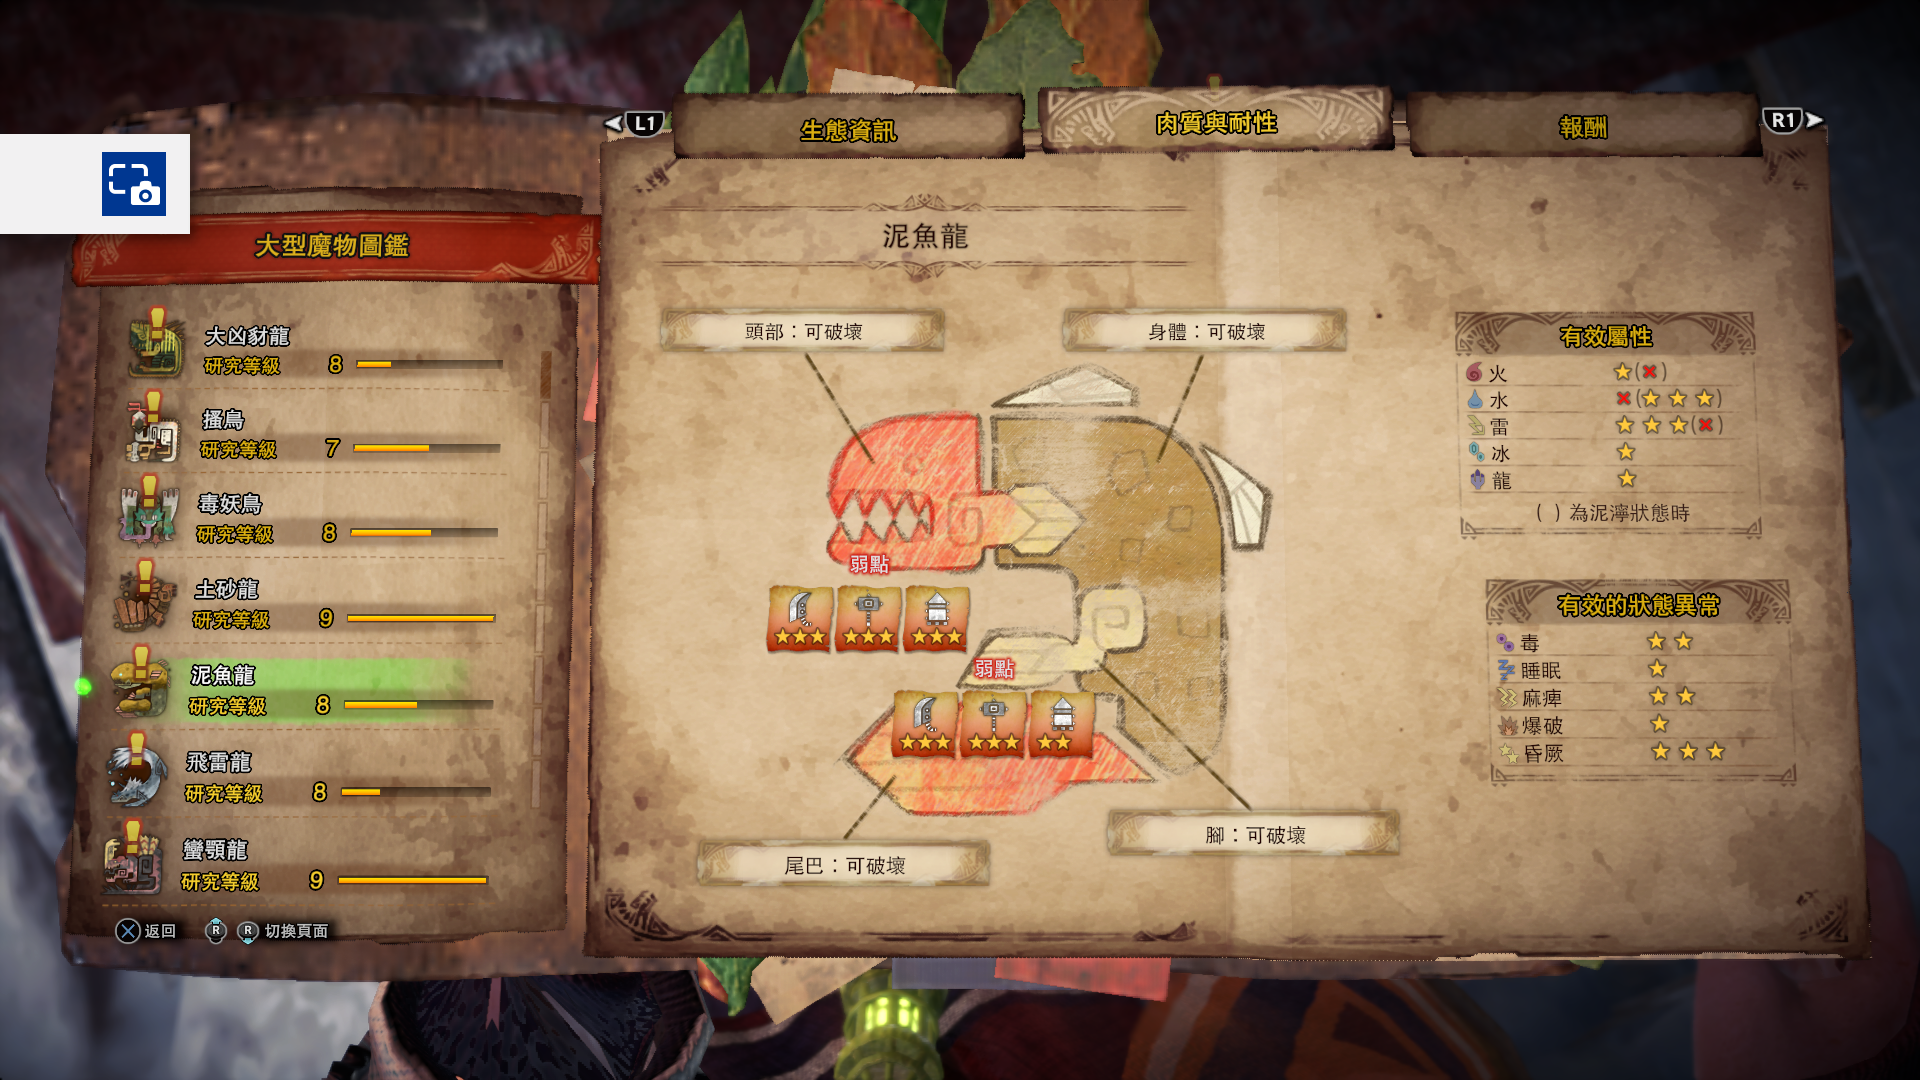 L1
生態資訊
肉質與耐性
報酬
R1
大型魔物圖鑑
大凶豺龍
研究等級 8
搔鳥
研究等級 7
毒妖鳥
研究等級 8
土砂龍
研究等級 9
泥魚龍
研究等級 8
飛雷龍
研究等級 8
蠻顎龍
研究等級 9
返回 R R 切換頁面
泥魚龍
頭部：可破壞
身體：可破壞
弱點
弱點
尾巴：可破壞
腳：可破壞
有效屬性
火 ★(✖)
水 ✖(★★★)
雷 ★★★(✖)
冰 ★
龍 ★
( ) 為泥濘狀態時
有效的狀態異常
毒 ★★
睡眠 ★
麻痺 ★★
爆破 ★
昏厥 ★★★